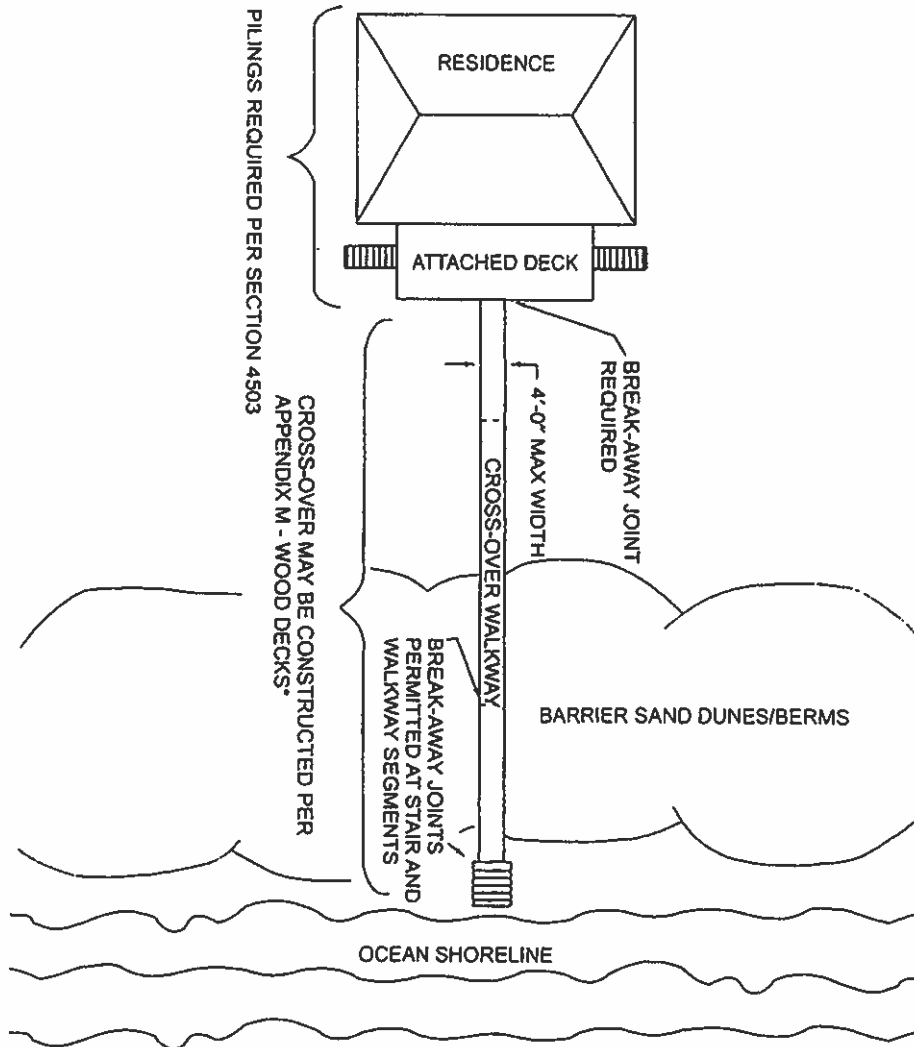 RESIDENCE
ATTACHED DECK
PILINGS REQUIRED PER SECTION 4503
BREAK-AWAY JOINT
REQUIRED
4'-0" MAX WIDTH
CROSS-OVER WALKWAY
CROSS-OVER MAY BE CONSTRUCTED PER
APPENDIX M - WOOD DECKS*
BREAK-AWAY JOINTS
PERMITTED AT STAIR AND
WALKWAY SEGMENTS
BARRIER SAND DUNES/BERMS
OCEAN SHORELINE